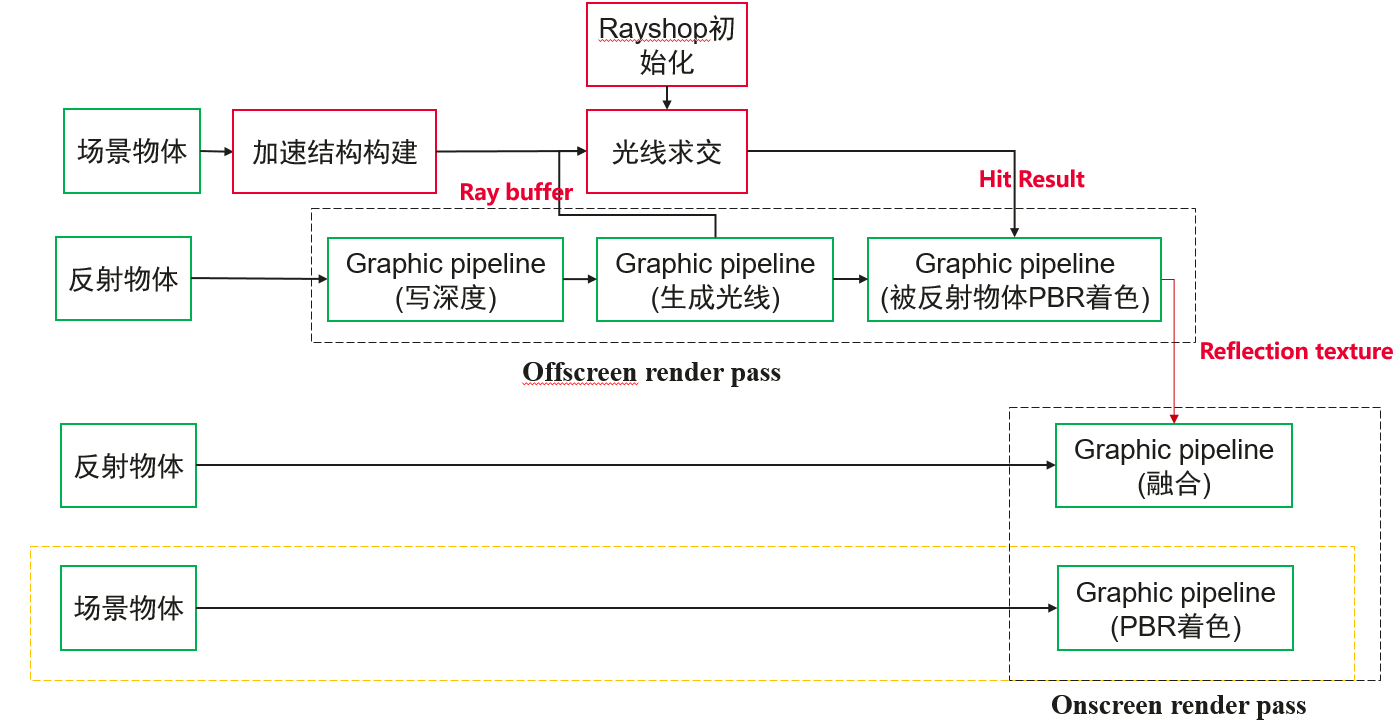 Rayshop初
始化
场景物体
加速结构构建
光线求交
Ray buffer
Hit Result
反射物体
Graphic pipeline
(写深度)
Graphic pipeline
(生成光线)
Graphic pipeline
(被反射物体PBR着色)
Reflection texture
Offscreen render pass
反射物体
Graphic pipeline
(融合)
场景物体
Graphic pipeline
(PBR着色)
Onscreen render pass